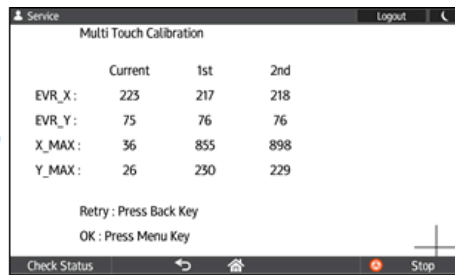 Service Logout
Multi Touch Calibration
Current 1st 2nd
EVR_X : 223 217 218
EVR_Y : 75 76 76
X_MAX : 36 855 898
Y_MAX : 26 230 229
Retry : Press Back Key
OK : Press Menu Key
Check Status Stop